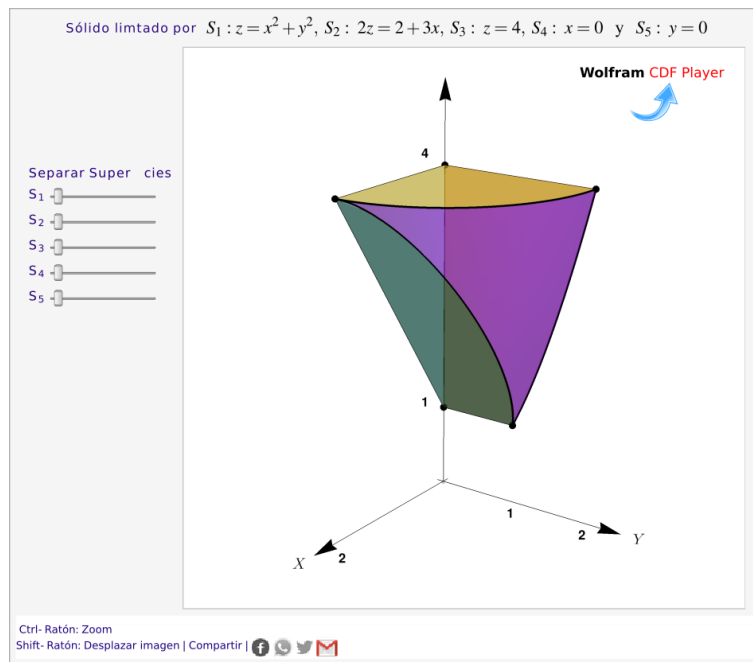 Sólido limtado por S₁ : z = x² + y², S₂ : 2z = 2 + 3x, S₃ : z = 4, S₄ : x = 0 y S₅ : y = 0
Wolfram CDF Player
4
Separar Super cies
S₁
S₂
S₃
S₄
S₅
1
1
2
Y
X
2
Ctrl- Ratón: Zoom
Shift- Ratón: Desplazar imagen | Compartir |